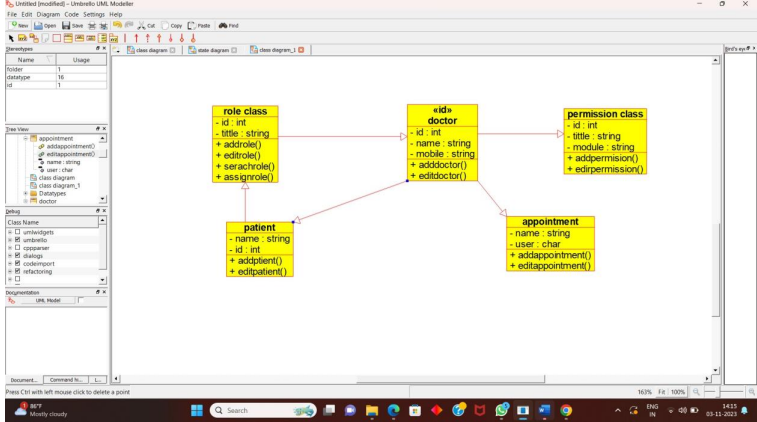 Untitled [modified] - Umbrello UML Modeller
File Edit Diagram Code Settings Help
New Open Save Cut Copy Paste Find
Stereotypes
class diagram state diagram class diagram_1
Bird's eye
Name Usage
folder 1
datatype 16
id 1
Tree View
appointment
addappointment()
editappointment()
name : string
user : char
class diagram
class diagram_1
Datatypes
doctor
Debug
Class Name
umlwidgets
umbrello
cppparser
dialogs
codeimport
refactoring
Documentation
UML Model
role class
- id : int
- tittle : string
+ addrole()
+ editrole()
+ serachrole()
+ assignrole()
«id»
doctor
- id : int
- name : string
- mobile : string
+ adddoctor()
+ editdoctor()
permission class
- id : int
- tittle : string
- module : string
+ addpermision()
+ edirpermission()
patient
- name : string
- id : int
+ addptient()
+ editpatient()
appointment
- name : string
- user : char
+ addappointment()
+ editappointment()
Document... Command hi... L...
Press Ctrl with left mouse click to delete a point
163% Fit 100%
1
86°F
Mostly cloudy
Search
ENG
IN
14:15
03-11-2023